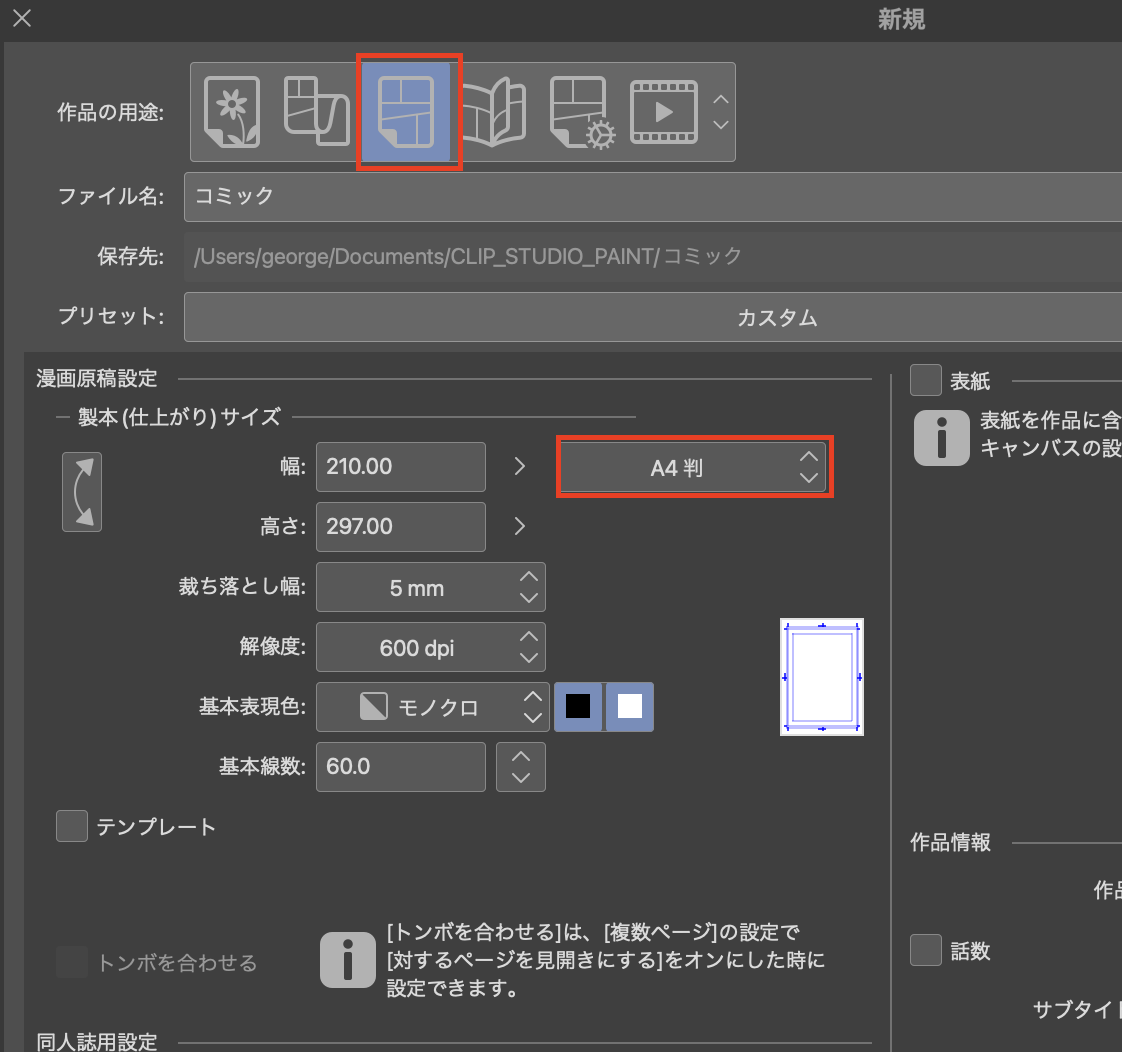 新規
作品の用途:
ファイル名: コミック
保存先: /Users/george/Documents/CLIP_STUDIO_PAINT/コミック
プリセット: カスタム
漫画原稿設定
製本(仕上がり)サイズ
幅: 210.00 A4 判
高さ: 297.00
裁ち落とし幅: 5 mm
解像度: 600 dpi
基本表現色: モノクロ
基本線数: 60.0
テンプレート
トンボを合わせる
[トンボを合わせる]は、[複数ページ]の設定で
[対するページを見開きにする]をオンにした時に
設定できます。
同人誌用設定
表紙
表紙を作品に含
キャンバスの設
作品情報
作品
話数
サブタイト